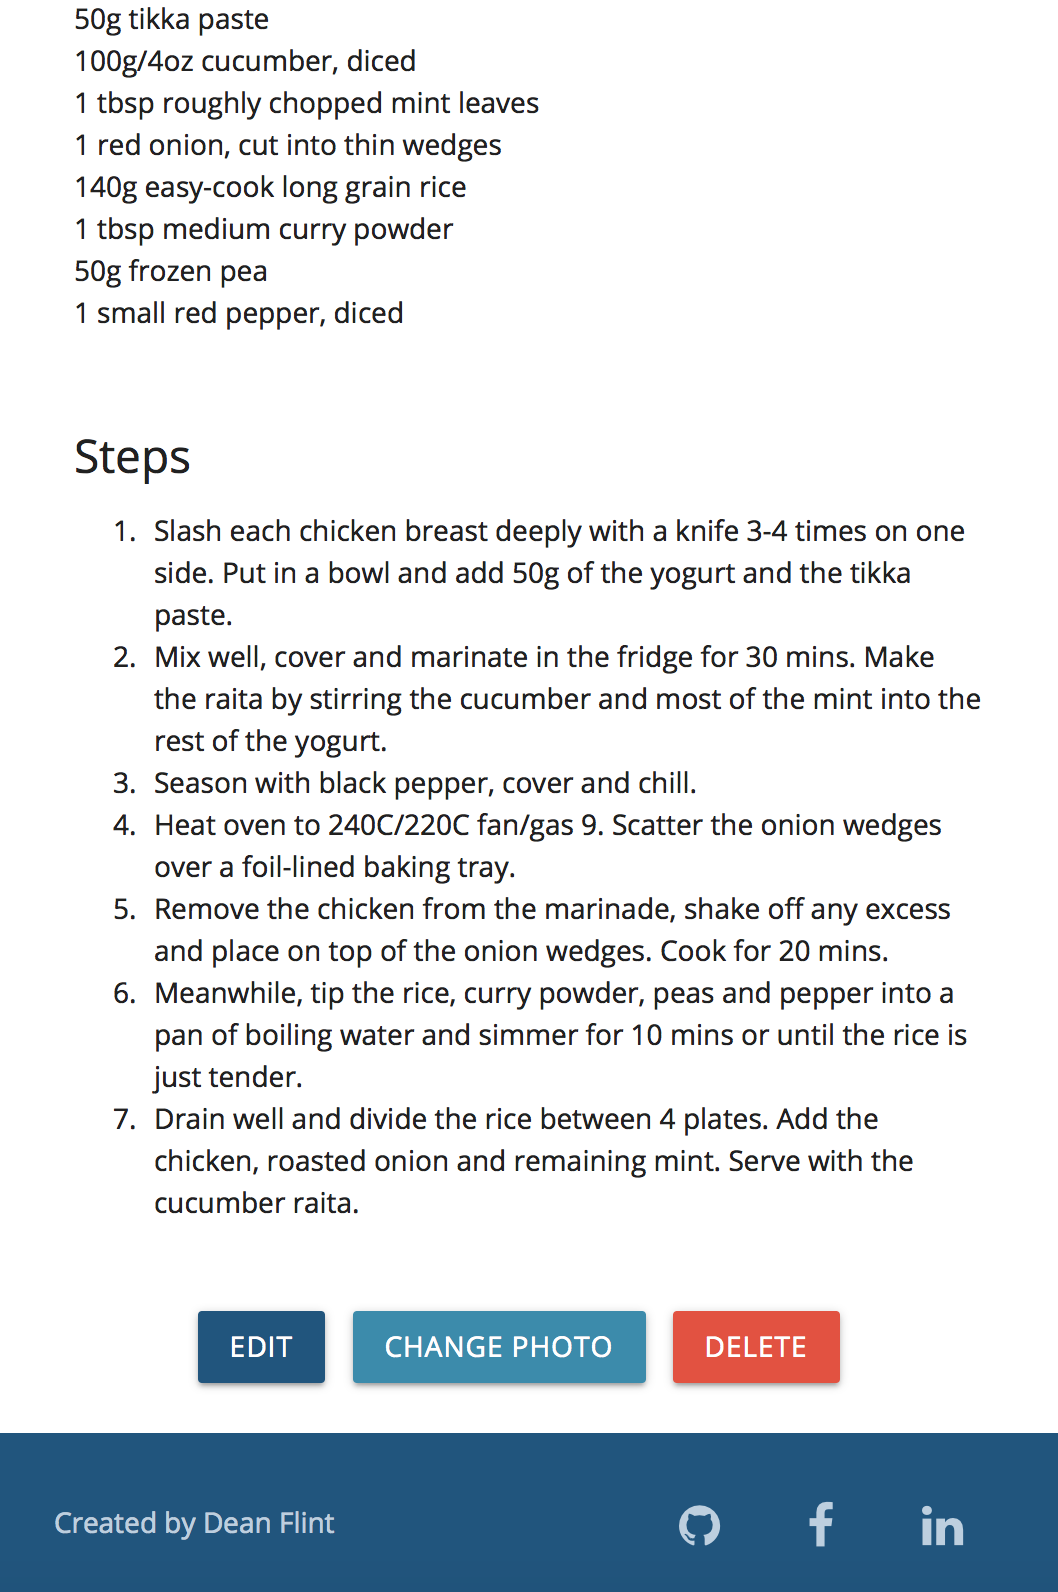 50g tikka paste
100g/4oz cucumber, diced
1 tbsp roughly chopped mint leaves
1 red onion, cut into thin wedges
140g easy-cook long grain rice
1 tbsp medium curry powder
50g frozen pea
1 small red pepper, diced
Steps
1. Slash each chicken breast deeply with a knife 3-4 times on one
side. Put in a bowl and add 50g of the yogurt and the tikka
paste.
2. Mix well, cover and marinate in the fridge for 30 mins. Make
the raita by stirring the cucumber and most of the mint into the
rest of the yogurt.
3. Season with black pepper, cover and chill.
4. Heat oven to 240C/220C fan/gas 9. Scatter the onion wedges
over a foil-lined baking tray.
5. Remove the chicken from the marinade, shake off any excess
and place on top of the onion wedges. Cook for 20 mins.
6. Meanwhile, tip the rice, curry powder, peas and pepper into a
pan of boiling water and simmer for 10 mins or until the rice is
just tender.
7. Drain well and divide the rice between 4 plates. Add the
chicken, roasted onion and remaining mint. Serve with the
cucumber raita.
EDIT CHANGE PHOTO DELETE
Created by Dean Flint